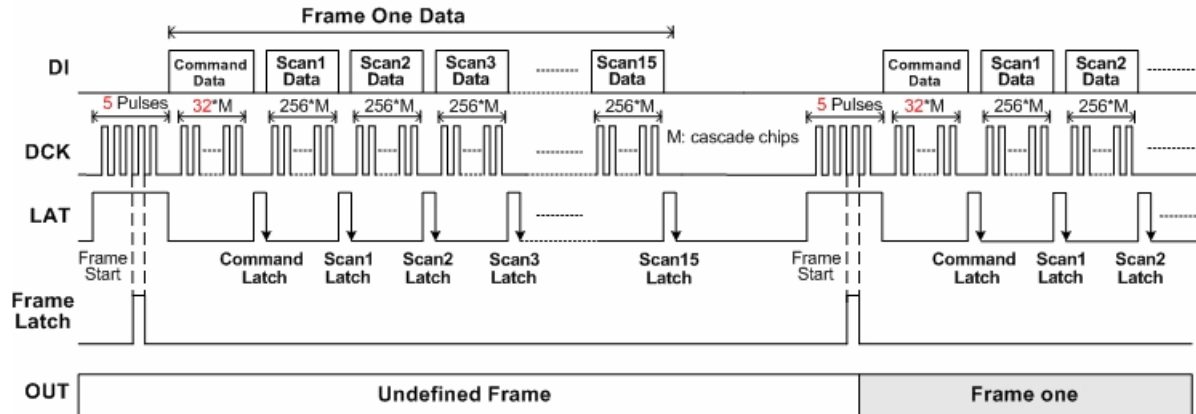 Frame One Data
DI
Command Data
Scan1 Data
Scan2 Data
Scan3 Data
Scan15 Data
Command Data
Scan1 Data
Scan2 Data
5 Pulses
32*M
256*M
256*M
256*M
256*M
5 Pulses
32*M
256*M
256*M
M: cascade chips
DCK
LAT
Frame Start
Command Latch
Scan1 Latch
Scan2 Latch
Scan3 Latch
Scan15 Latch
Frame Start
Command Latch
Scan1 Latch
Scan2 Latch
Frame Latch
OUT
Undefined Frame
Frame one